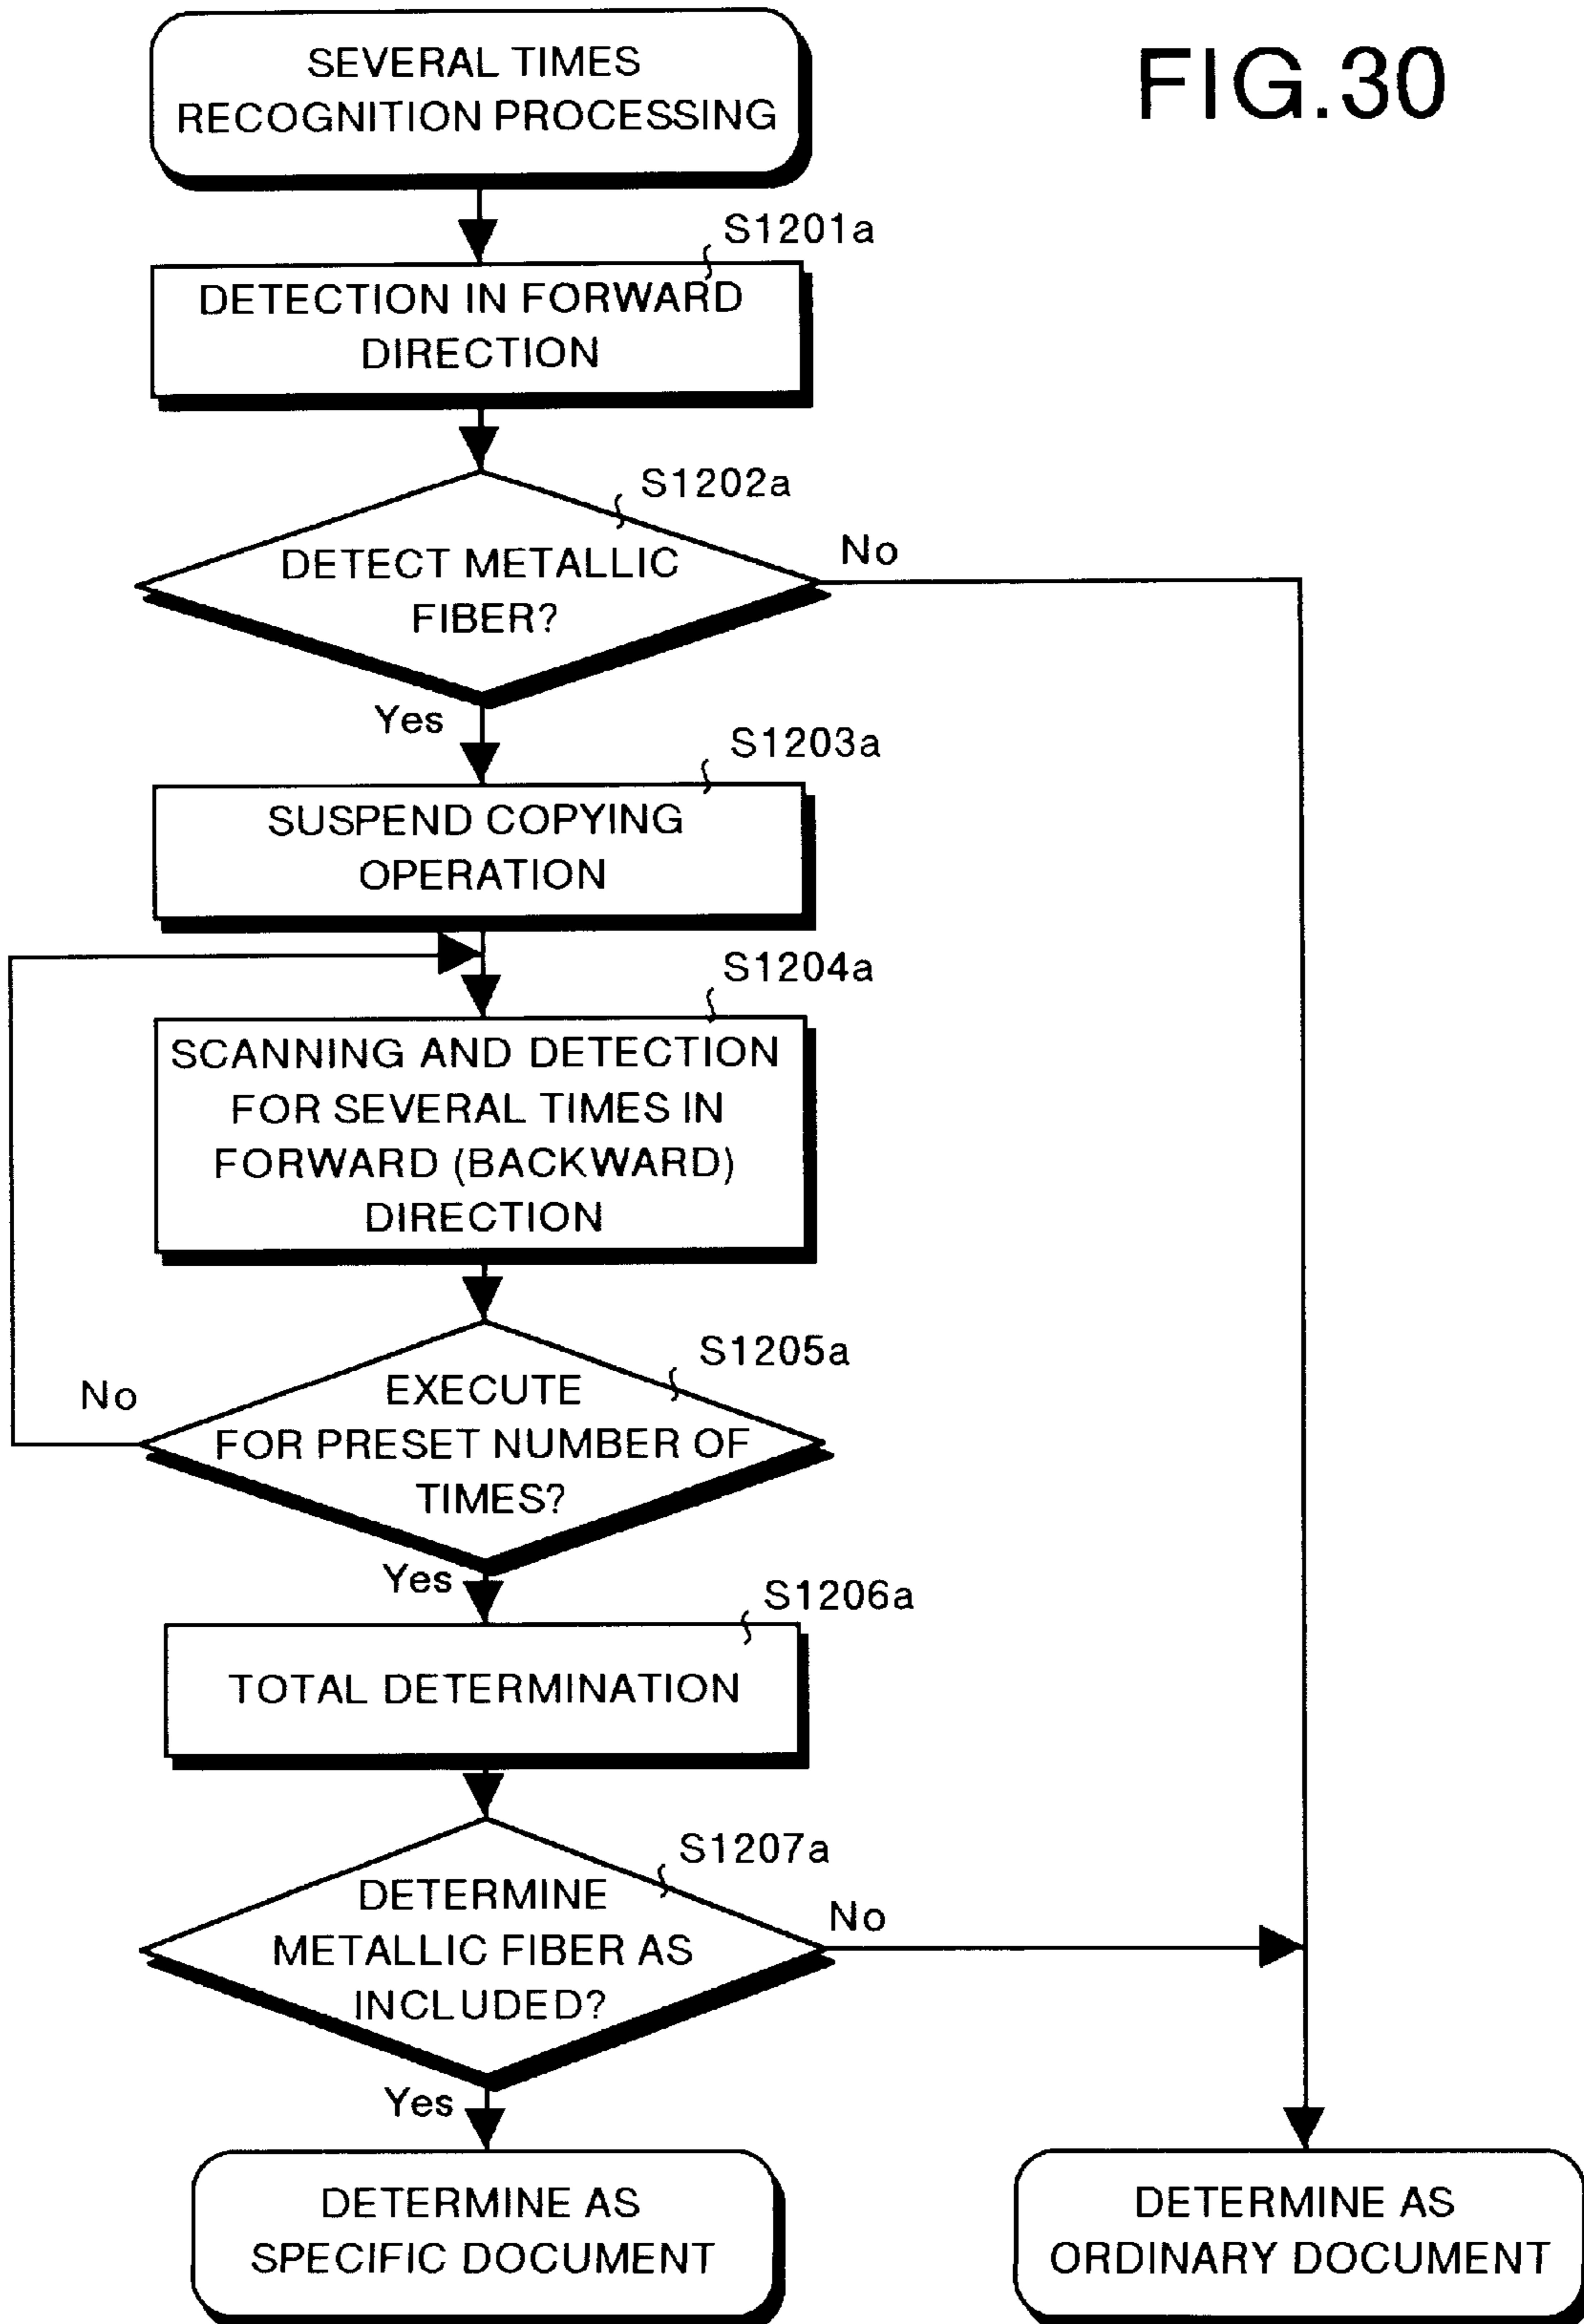 FIG.30
SEVERAL TIMES
RECOGNITION PROCESSING
S1201a
DETECTION IN FORWARD
DIRECTION
S1202a
DETECT METALLIC
FIBER?
No
Yes
S1203a
SUSPEND COPYING
OPERATION
S1204a
SCANNING AND DETECTION
FOR SEVERAL TIMES IN
FORWARD (BACKWARD)
DIRECTION
S1205a
EXECUTE
FOR PRESET NUMBER OF
TIMES?
No
Yes
S1206a
TOTAL DETERMINATION
S1207a
DETERMINE
METALLIC FIBER AS
INCLUDED?
No
Yes
DETERMINE AS
SPECIFIC DOCUMENT
DETERMINE AS
ORDINARY DOCUMENT